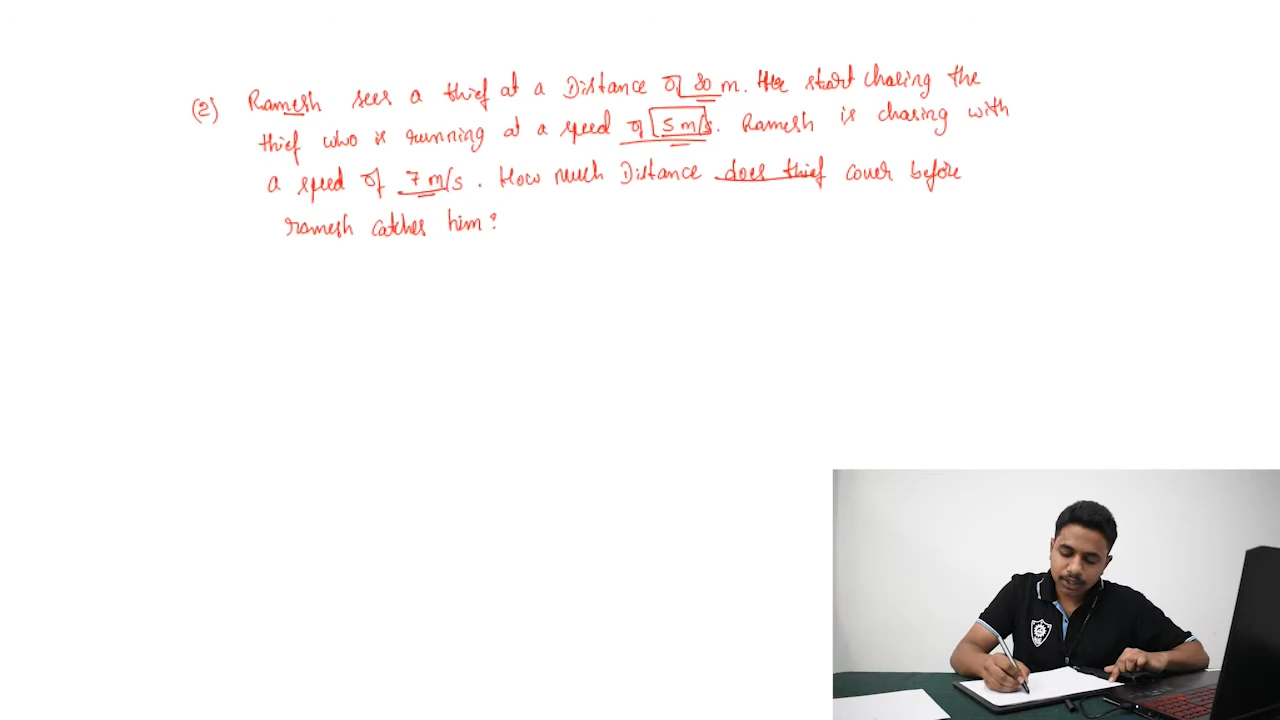 (2) Ramesh sees a thief at a Distance of 80 m. He start chasing the
thief who is running at a speed of 5 m/s. Ramesh is chasing with
a speed of 7 m/s. How much Distance does thief cover before
ramesh catches him?